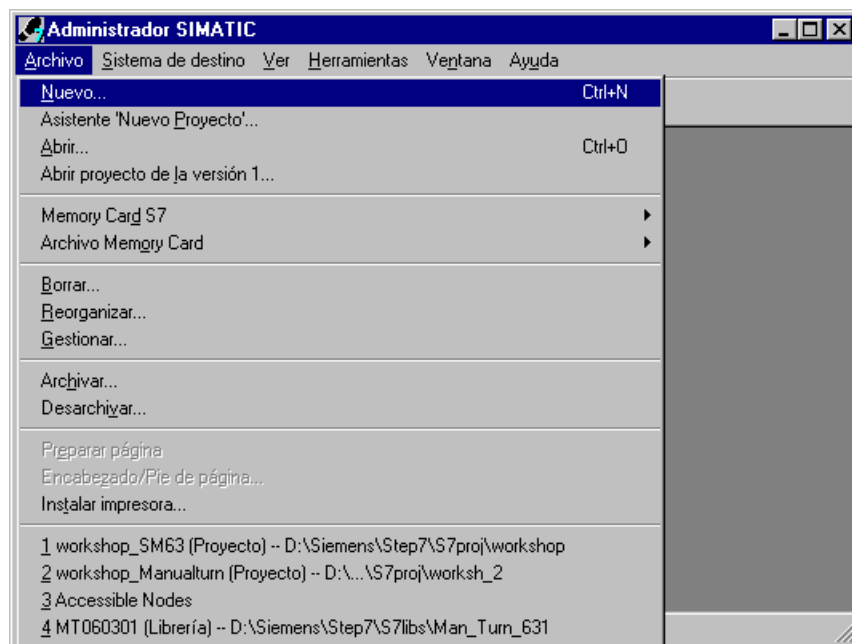 Administrador SIMATIC
Archivo Sistema de destino Ver Herramientas Ventana Ayuda
Nuevo... Ctrl+N
Asistente 'Nuevo Proyecto'...
Abrir... Ctrl+O
Abrir proyecto de la versión 1...
Memory Card S7
Archivo Memory Card
Borrar...
Reorganizar...
Gestionar...
Archivar...
Desarchivar...
Preparar página
Encabezado/Pie de página...
Instalar impresora...
1 workshop_SM63 (Proyecto) -- D:\Siemens\Step7\S7proj\workshop
2 workshop_Manualturn (Proyecto) -- D:\...\S7proj\worksh_2
3 Accessible Nodes
4 MT060301 (Librería) -- D:\Siemens\Step7\S7libs\Man_Turn_631